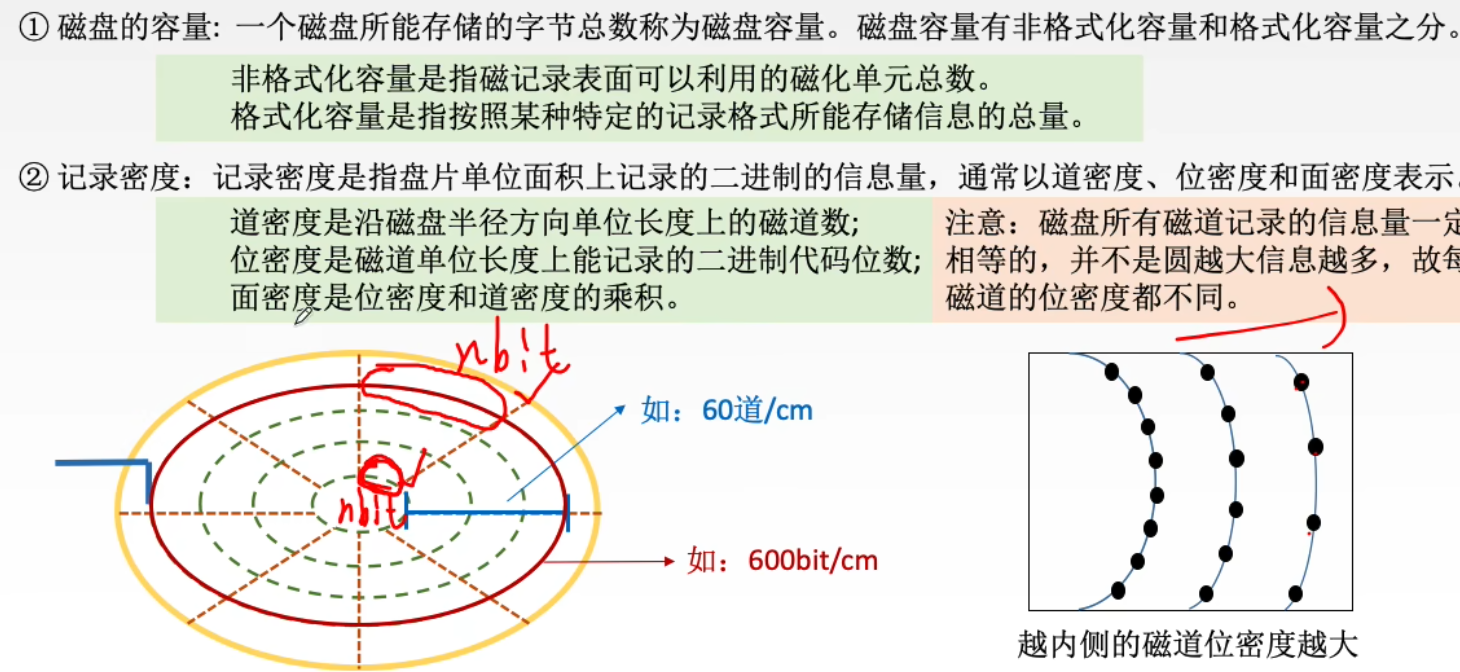 ① 磁盘的容量: 一个磁盘所能存储的字节总数称为磁盘容量。磁盘容量有非格式化容量和格式化容量之分。
非格式化容量是指磁记录表面可以利用的磁化单元总数。
格式化容量是指按照某种特定的记录格式所能存储信息的总量。
② 记录密度：记录密度是指盘片单位面积上记录的二进制的信息量，通常以道密度、位密度和面密度表示。
道密度是沿磁盘半径方向单位长度上的磁道数;
位密度是磁道单位长度上能记录的二进制代码位数;
面密度是位密度和道密度的乘积。
注意：磁盘所有磁道记录的信息量一定
相等的，并不是圆越大信息越多，故每
磁道的位密度都不同。
nbit
如：60道/cm
nbit
如：600bit/cm
越内侧的磁道位密度越大